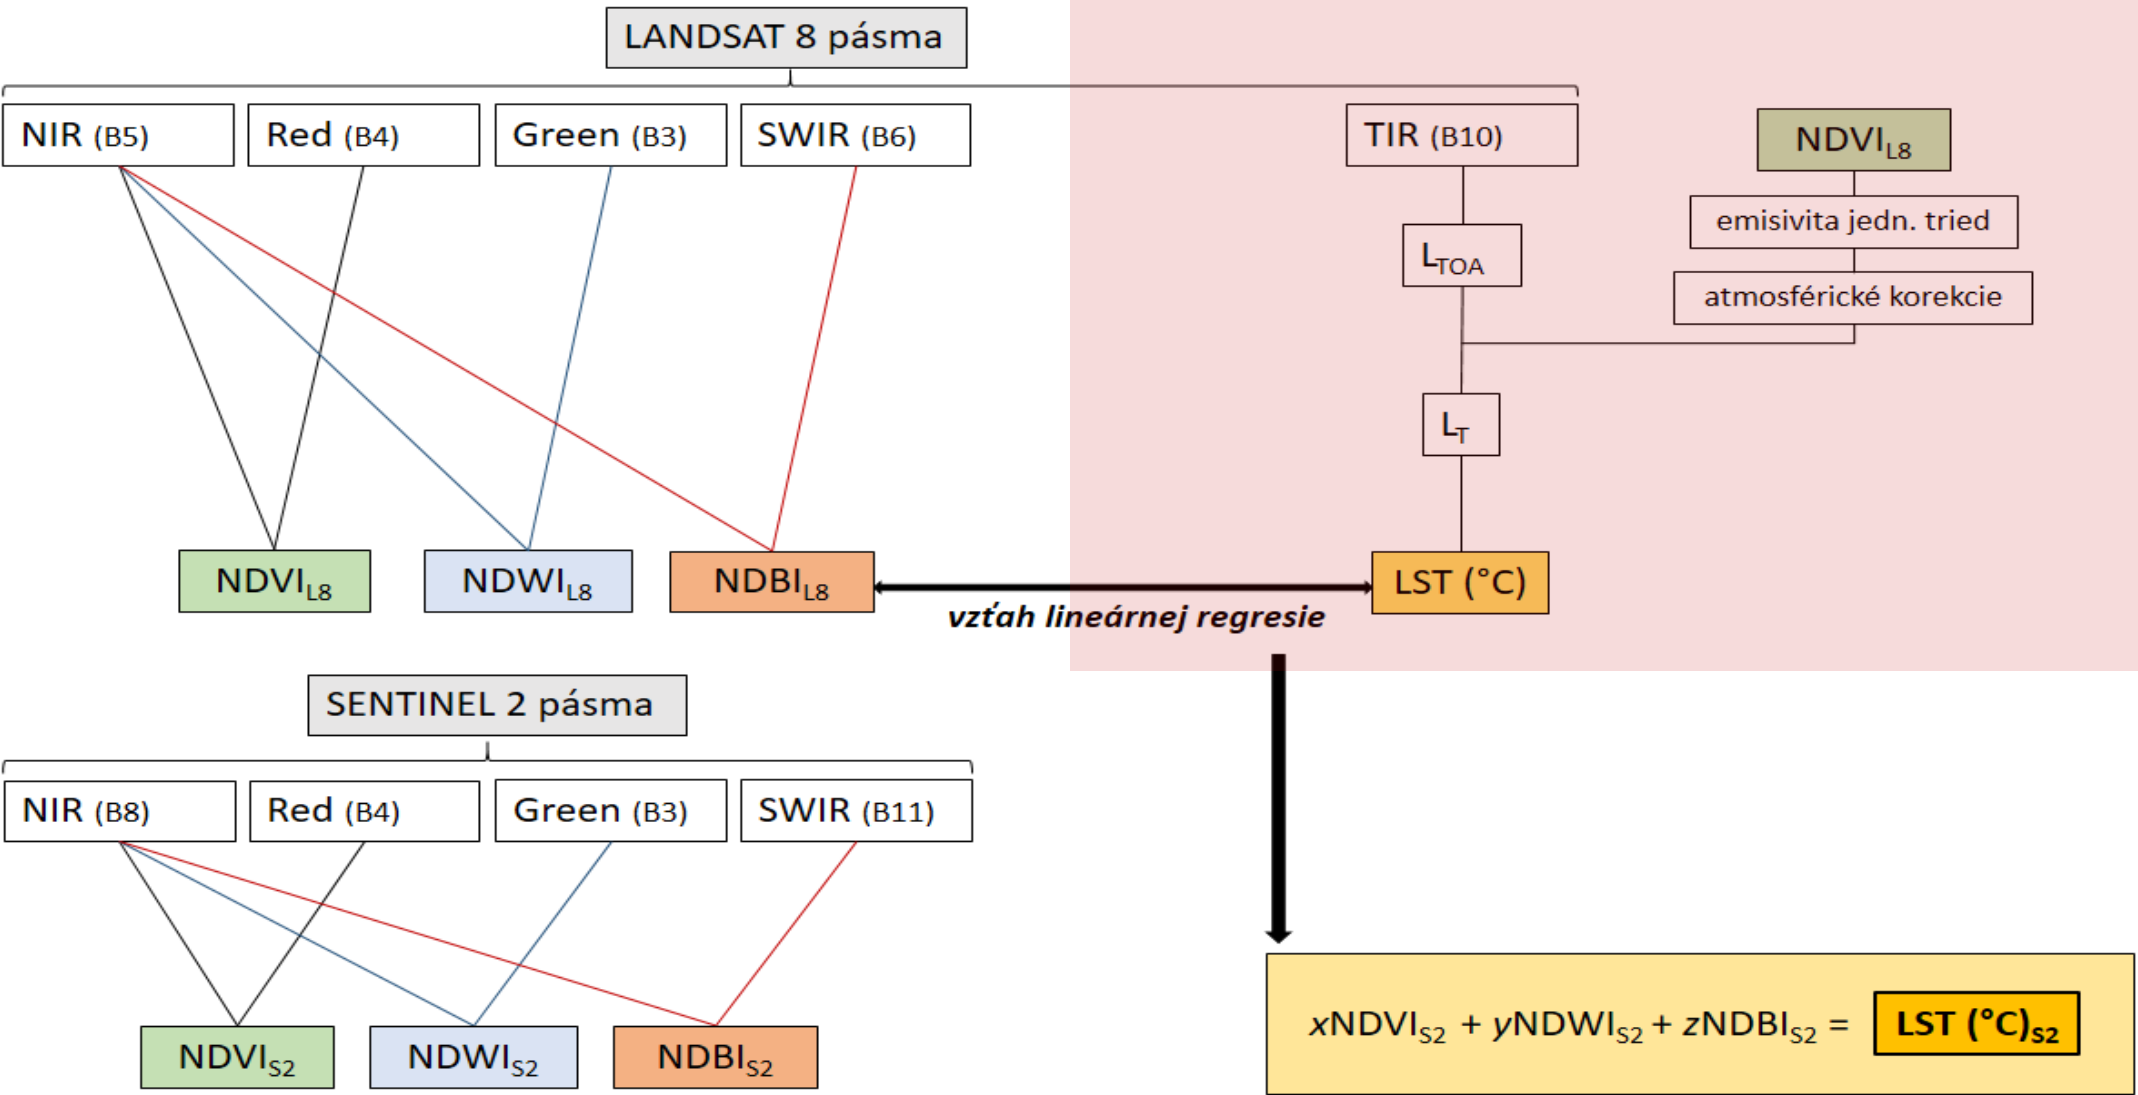 LANDSAT 8 pásma
NIR (B5)
Red (B4)
Green (B3)
SWIR (B6)
TIR (B10)
NDVIL8
emisivita jedn. tried
LTOA
atmosférické korekcie
LT
NDVIL8
NDWIL8
NDBIL8
LST (°C)
vzťah lineárnej regresie
SENTINEL 2 pásma
NIR (B8)
Red (B4)
Green (B3)
SWIR (B11)
xNDVIS2 + yNDWIS2 + zNDBIS2 = LST (°C)S2
NDVIS2
NDWIS2
NDBIS2